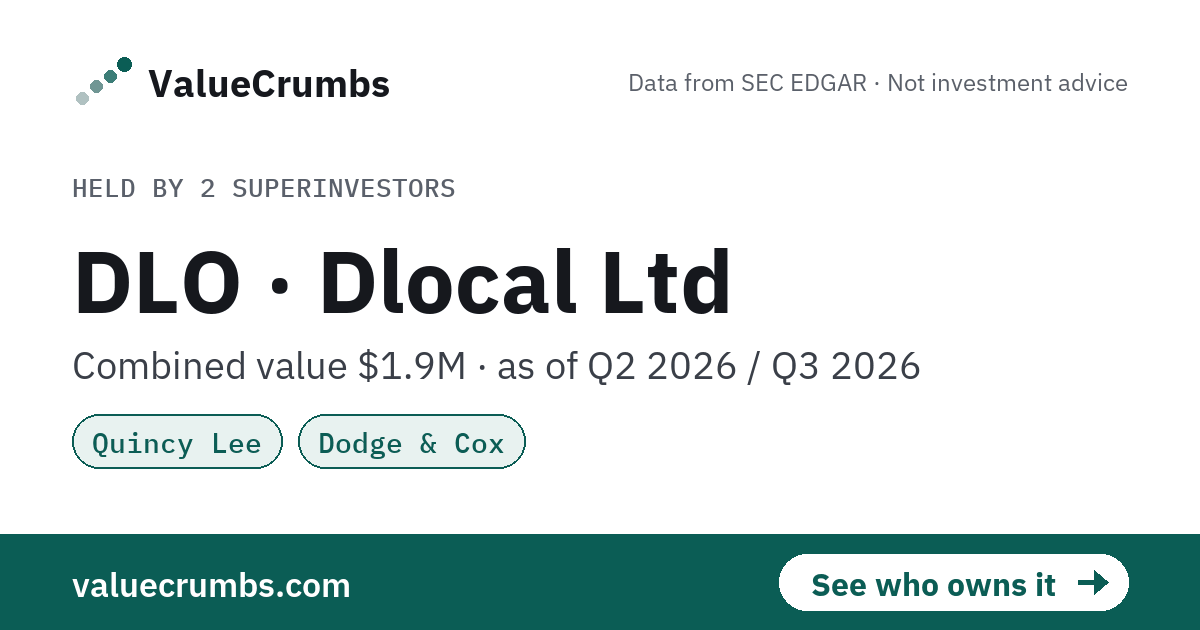 ValueCrumbs
Data from SEC EDGAR · Not investment advice
HELD BY 2 SUPERINVESTORS
DLO · Dlocal Ltd
Combined value $1.9M · as of Q2 2026 / Q3 2026
Quincy Lee
Dodge & Cox
valuecrumbs.com
See who owns it →